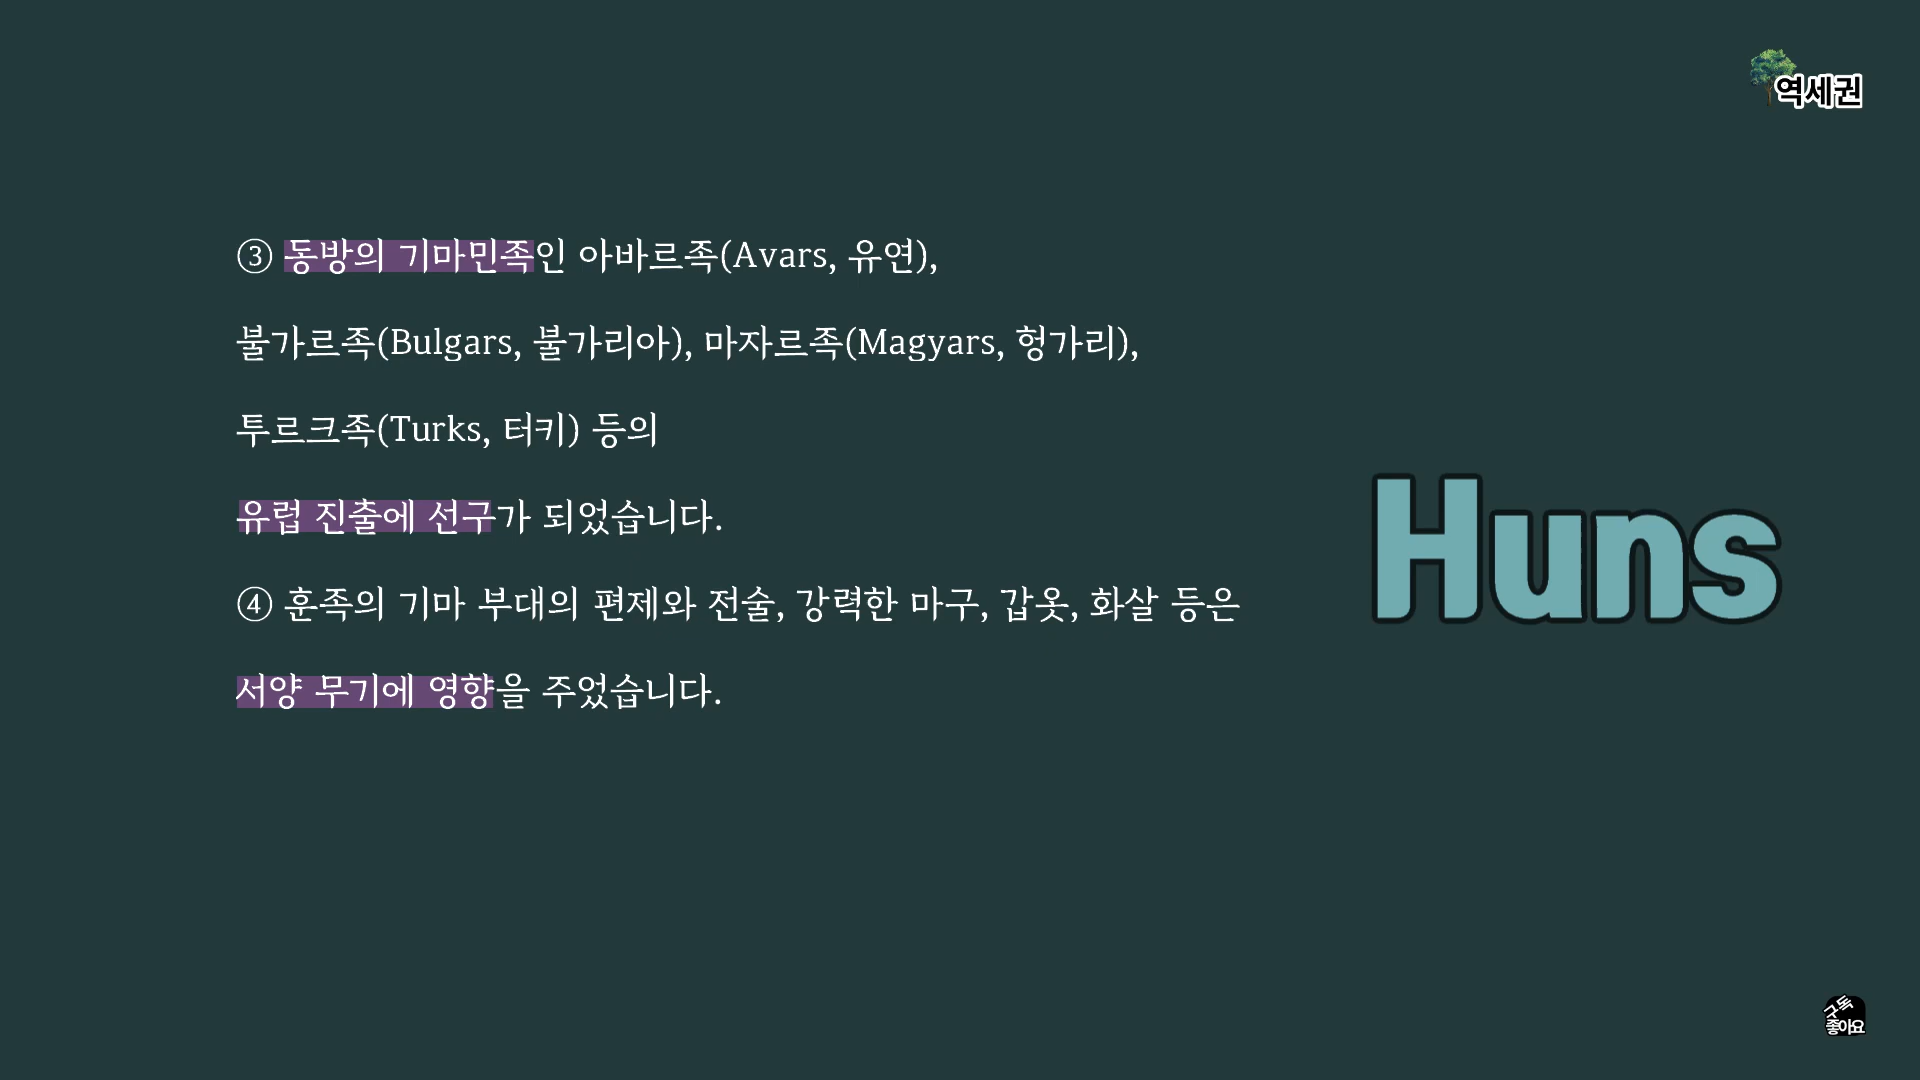 역세권
③ 동방의 기마민족인 아바르족(Avars, 유연),
불가르족(Bulgars, 불가리아), 마자르족(Magyars, 헝가리),
투르크족(Turks, 터키) 등의
유럽 진출에 선구가 되었습니다.
④ 훈족의 기마 부대의 편제와 전술, 강력한 마구, 갑옷, 화살 등은
서양 무기에 영향을 주었습니다.
Huns
구독
좋아요